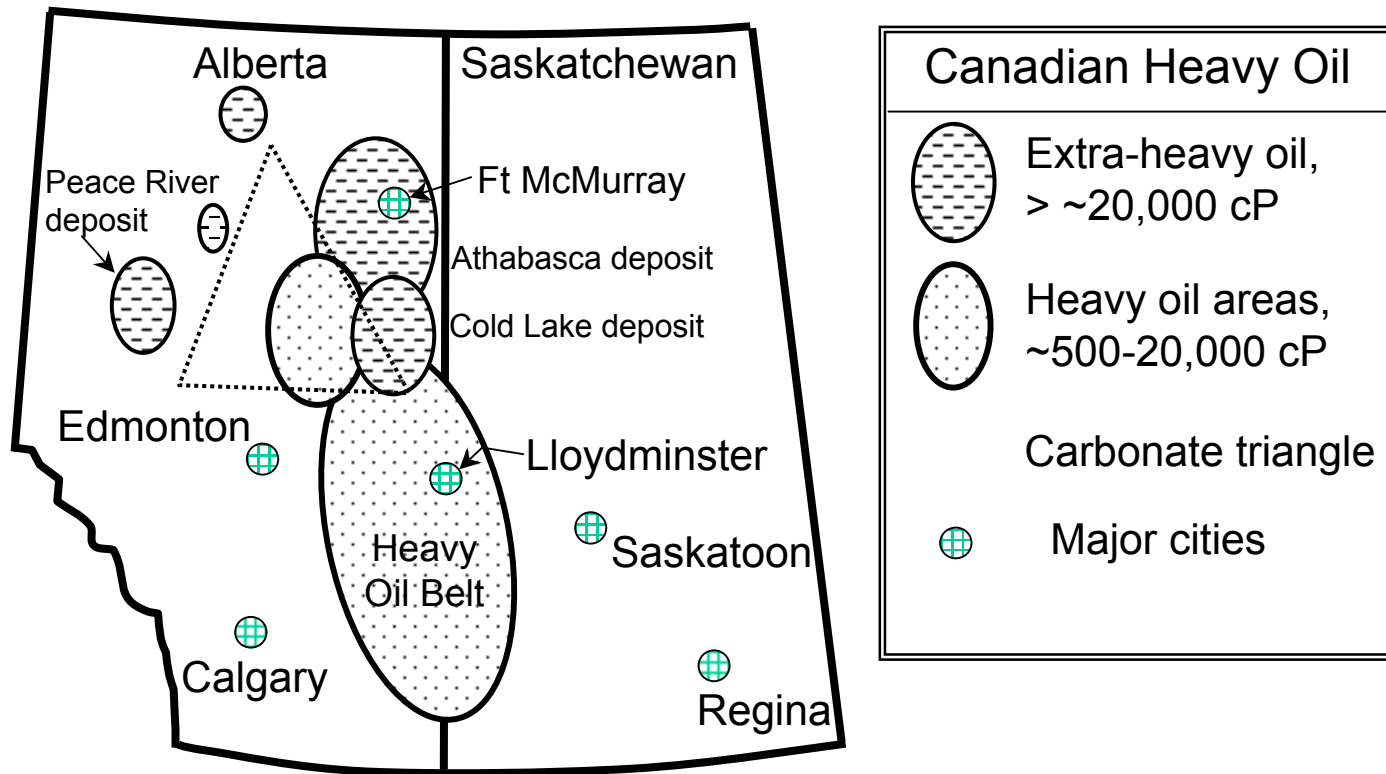 Alberta
Saskatchewan
Peace River
deposit
Ft McMurray
Athabasca deposit
Cold Lake deposit
Edmonton
Lloydminster
Heavy
Oil Belt
Saskatoon
Calgary
Regina
Canadian Heavy Oil
Extra-heavy oil,
> ~20,000 cP
Heavy oil areas,
~500-20,000 cP
Carbonate triangle
Major cities